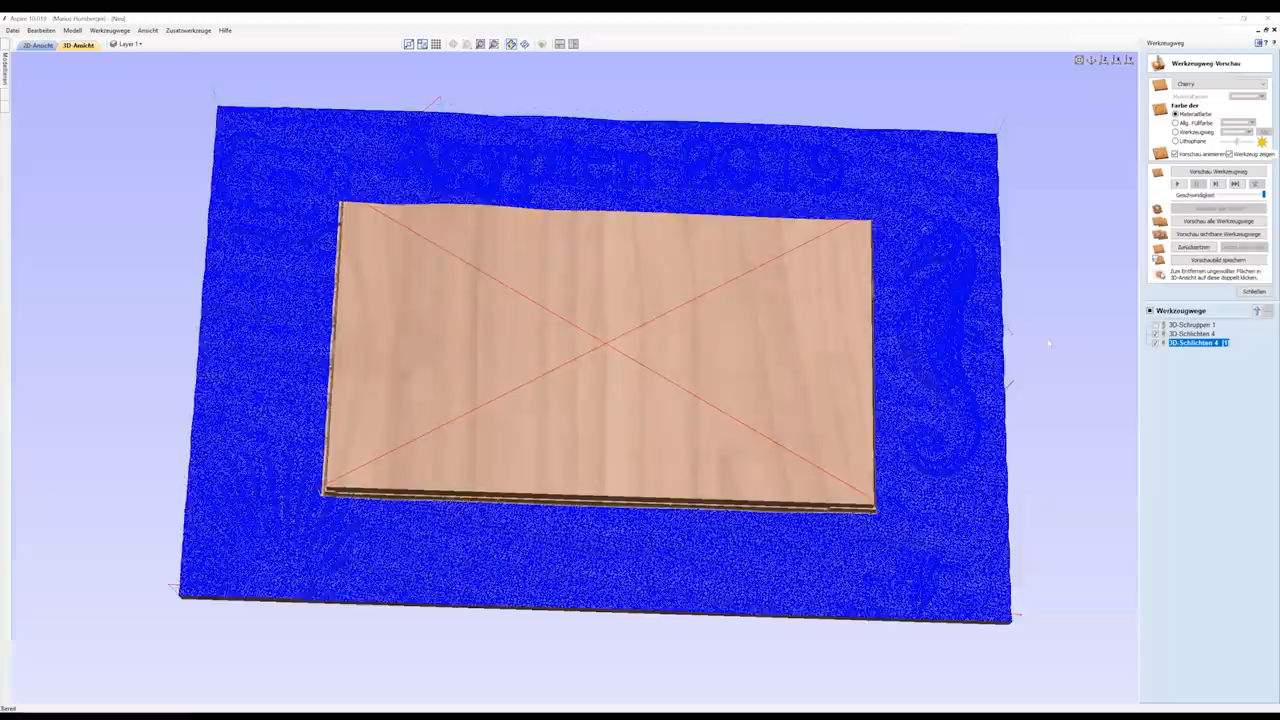 Aspire 10.019 - (Marius Hornberger) - [Neu]
Datei Bearbeiten Modell Werkzeugwege Ansicht Zusatzwerkzeuge Hilfe
2D-Ansicht 3D-Ansicht Layer 1
Modellieren
Werkzeugweg
Werkzeugweg-Vorschau
Cherry
Farbe der
Materialfarbe
Allg. Füllfarbe
Werkzeugweg
Lithophane
Vorschau animieren Werkzeug zeigen
Vorschau Werkzeugweg
Geschwindigkeit
Vorschau alle Werkzeugwege
Vorschau sichtbare Werkzeugwege
Zurücksetzen
Vorschaubild speichern
Zum Entfernen ungewollter Flächen in
3D-Ansicht auf diese doppelt klicken.
Schließen
Werkzeugwege
3D-Schruppen 1
3D-Schlichten 4
3D-Schlichten 4 [1]
Bereit